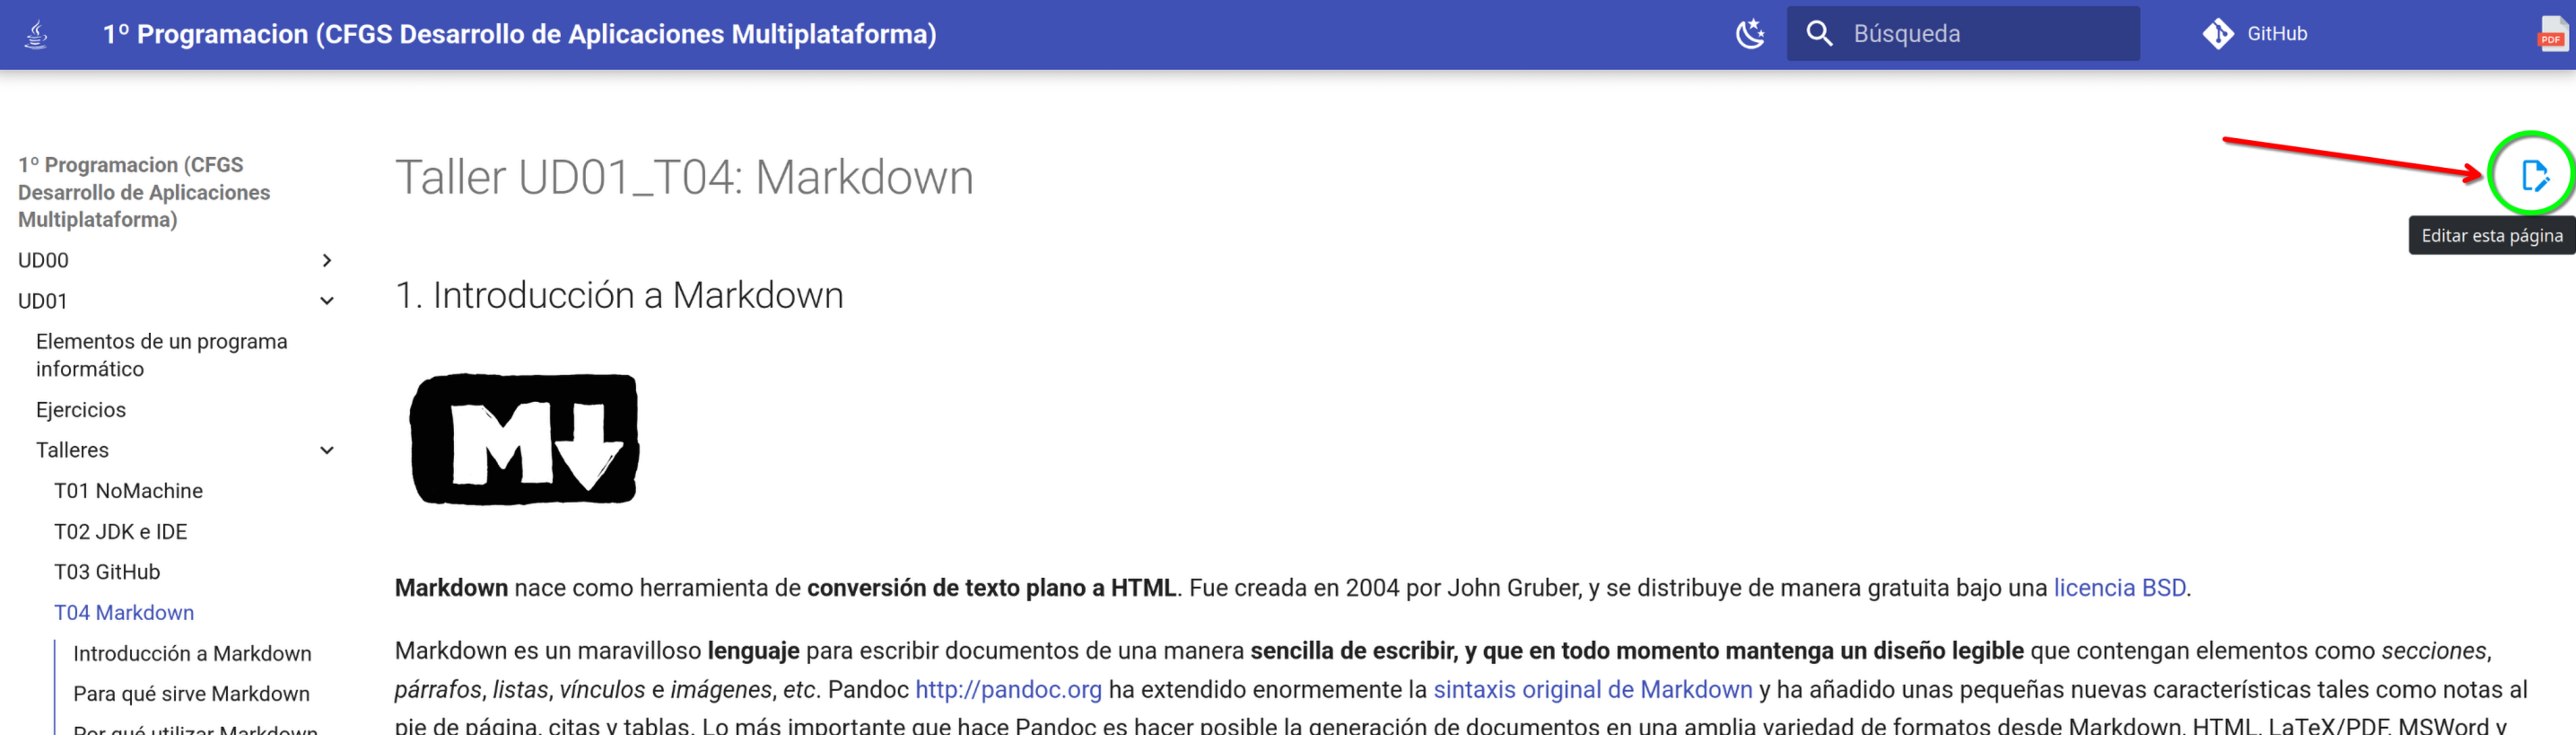 1º Programacion (CFGS Desarrollo de Aplicaciones Multiplataforma)
Búsqueda
GitHub
PDF
1º Programacion (CFGS
Desarrollo de Aplicaciones
Multiplataforma)
UD00
UD01
Elementos de un programa
informático
Ejercicios
Talleres
T01 NoMachine
T02 JDK e IDE
T03 GitHub
T04 Markdown
Introducción a Markdown
Para qué sirve Markdown
Por qué utilizar Markdown
Taller UD01_T04: Markdown
Editar esta página
1. Introducción a Markdown
M
Markdown nace como herramienta de conversión de texto plano a HTML. Fue creada en 2004 por John Gruber, y se distribuye de manera gratuita bajo una licencia BSD.
Markdown es un maravilloso lenguaje para escribir documentos de una manera sencilla de escribir, y que en todo momento mantenga un diseño legible que contengan elementos como secciones,
párrafos, listas, vínculos e imágenes, etc. Pandoc http://pandoc.org ha extendido enormemente la sintaxis original de Markdown y ha añadido unas pequeñas nuevas características tales como notas al
pie de página, citas y tablas. Lo más importante que hace Pandoc es hacer posible la generación de documentos en una amplia variedad de formatos desde Markdown, HTML, LaTeX/PDF, MSWord y